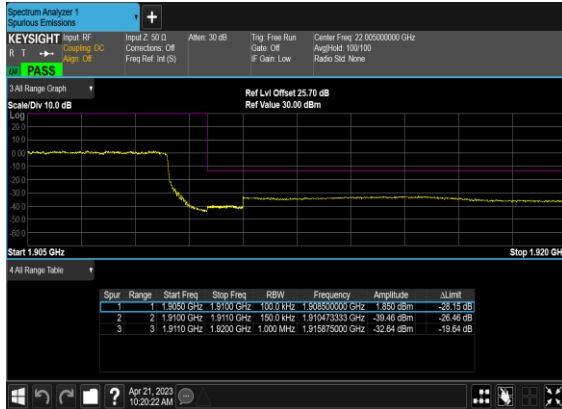 Spectrum Analyzer 1
Spurious Emissions
+
KEYSIGHT Input: RF Input Z: 50 Ω Atten: 30 dB Trig: Free Run Center Freq: 22.005000000 GHz
R T Coupling: DC Corrections: Off Gate: Off Avg|Hold: 100/100
Align: Off Freq Ref: Int (S) IF Gain: Low Radio Std: None
PASS
3 All Range Graph
Ref Lvl Offset 25.70 dB
Scale/Div 10.0 dB Ref Value 30.00 dBm
Log
20.0
10.0
0.00
-10.0
-20.0
-30.0
-40.0
-50.0
-60.0
Start 1.905 GHz Stop 1.920 GH
4 All Range Table
Spur Range Start Freq Stop Freq RBW Frequency Amplitude ΔLimit
1 1 1.9050 GHz 1.9100 GHz 100.0 kHz 1.908500000 GHz 1.850 dBm -28.15 dB
2 2 1.9100 GHz 1.9110 GHz 150.0 kHz 1.910473333 GHz -39.46 dBm -26.46 dB
3 3 1.9110 GHz 1.9200 GHz 1.000 MHz 1.915875000 GHz -32.64 dBm -19.64 dB
? Apr 21, 2023
10:20:22 AM